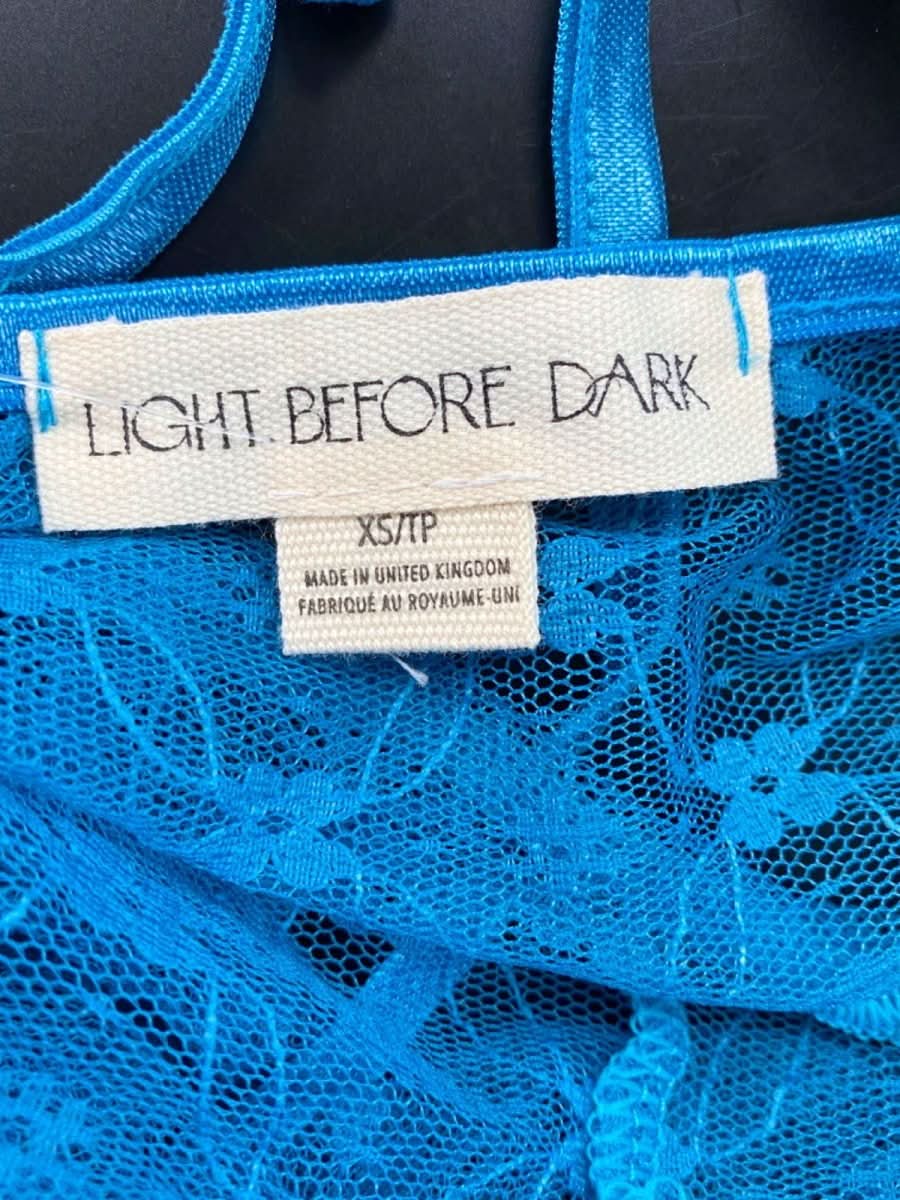 LIGHT BEFORE DARK
XS/TP
MADE IN UNITED KINGDOM
FABRIQUÉ AU ROYAUME-UNI